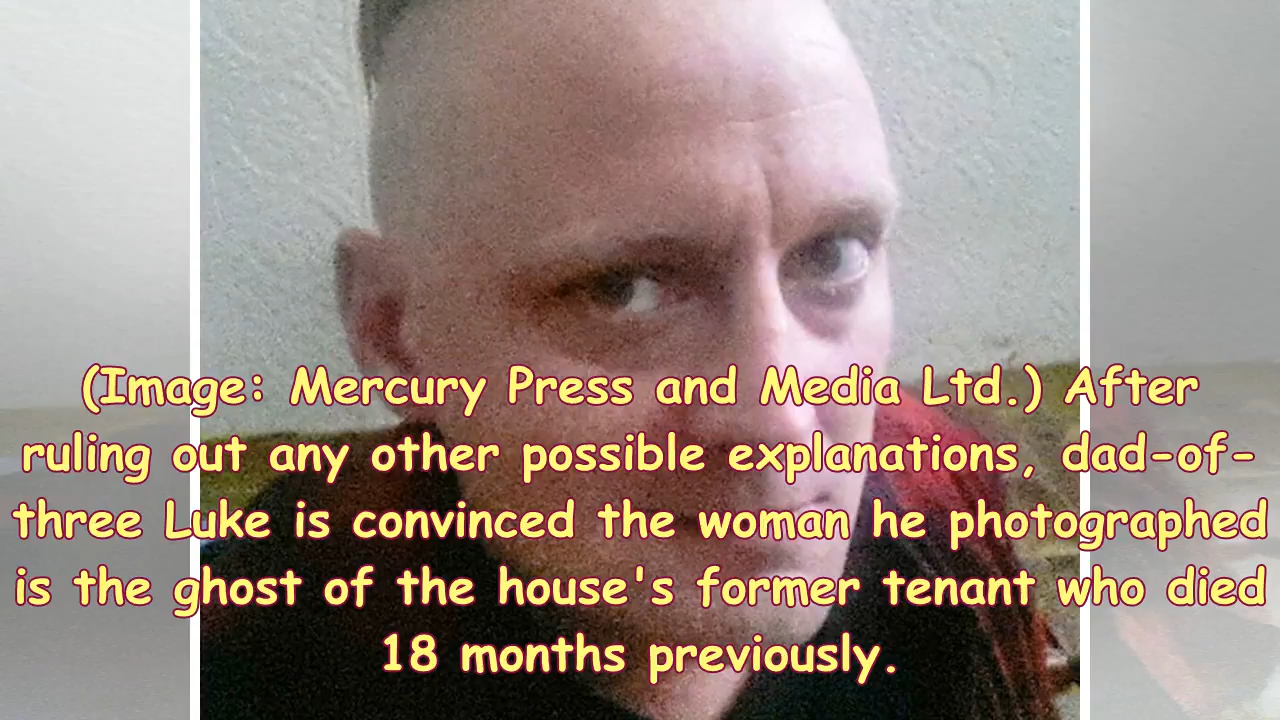 (Image: Mercury Press and Media Ltd.) After
ruling out any other possible explanations, dad-of-
three Luke is convinced the woman he photographed
is the ghost of the house's former tenant who died
18 months previously.